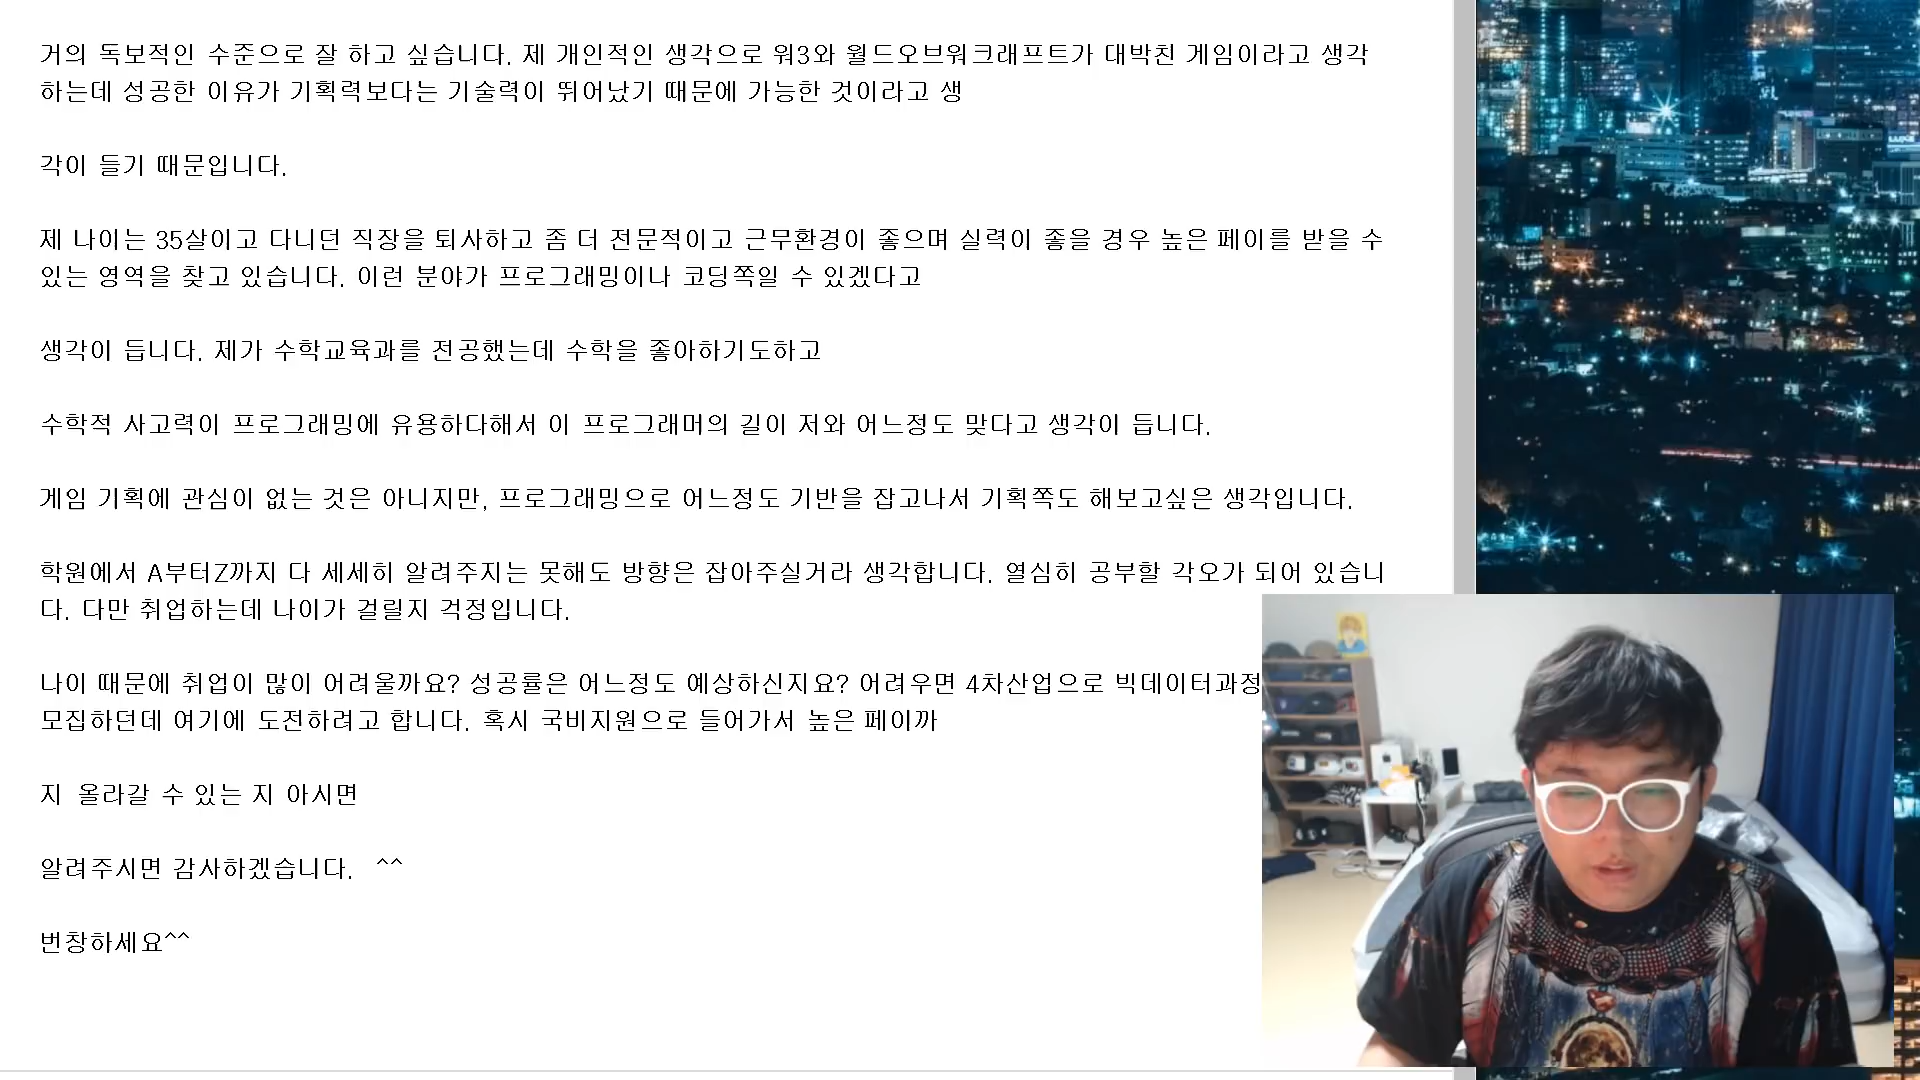 거의 독보적인 수준으로 잘 하고 싶습니다. 제 개인적인 생각으로 워3와 월드오브워크래프트가 대박친 게임이라고 생각
하는데 성공한 이유가 기획력보다는 기술력이 뛰어났기 때문에 가능한 것이라고 생
각이 들기 때문입니다.
제 나이는 35살이고 다니던 직장을 퇴사하고 좀 더 전문적이고 근무환경이 좋으며 실력이 좋을 경우 높은 페이를 받을 수
있는 영역을 찾고 있습니다. 이런 분야가 프로그래밍이나 코딩쪽일 수 있겠다고
생각이 듭니다. 제가 수학교육과를 전공했는데 수학을 좋아하기도하고
수학적 사고력이 프로그래밍에 유용하다해서 이 프로그래머의 길이 저와 어느정도 맞다고 생각이 듭니다.
게임 기획에 관심이 없는 것은 아니지만, 프로그래밍으로 어느정도 기반을 잡고나서 기획쪽도 해보고싶은 생각입니다.
학원에서 A부터Z까지 다 세세히 알려주지는 못해도 방향은 잡아주실거라 생각합니다. 열심히 공부할 각오가 되어 있습니
다. 다만 취업하는데 나이가 걸릴지 걱정입니다.
나이 때문에 취업이 많이 어려울까요? 성공률은 어느정도 예상하신지요? 어려우면 4차산업으로 빅데이터과정
모집하던데 여기에 도전하려고 합니다. 혹시 국비지원으로 들어가서 높은 페이까
지 올라갈 수 있는 지 아시면
알려주시면 감사하겠습니다. ^^
번창하세요^^